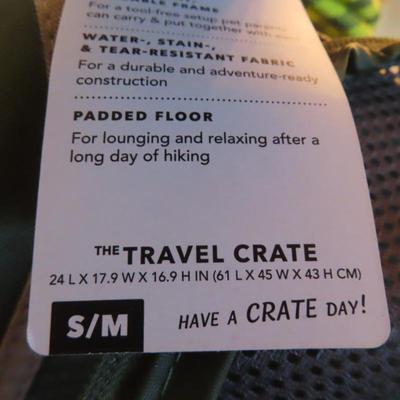 ABLE FRAME
For a tool-free setup pet parents
can carry & put together with
WATER-, STAIN-,
& TEAR-RESISTANT FABRIC
For a durable and adventure-ready
construction
PADDED FLOOR
For lounging and relaxing after a
long day of hiking
THE TRAVEL CRATE
24 L X 17.9 W X 16.9 H IN (61 L X 45 W X 43 H CM)
S/M
HAVE A CRATE DAY!